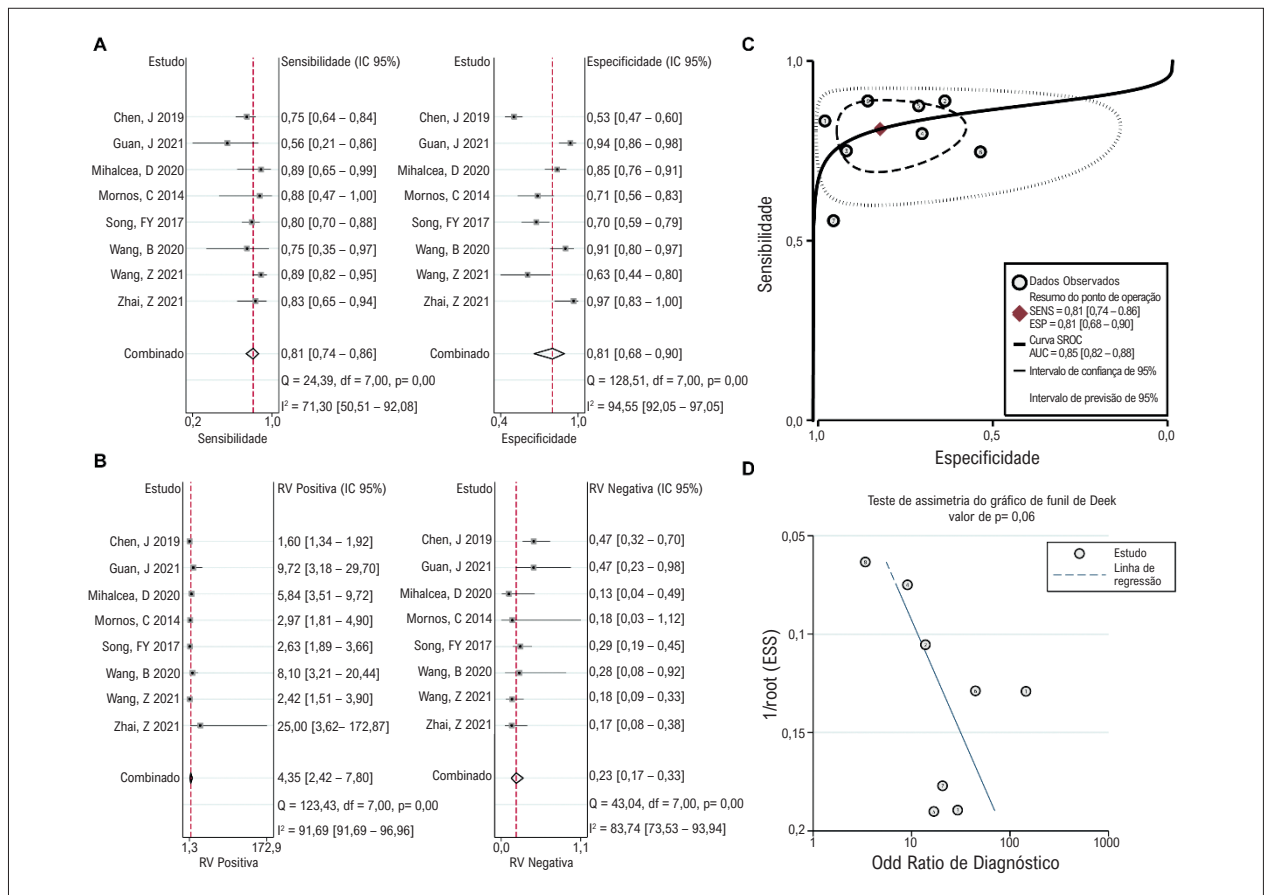 A
Estudo Sensibilidade (IC 95%)
Chen, J 2019 0,75 [0,64 – 0,84]
Guan, J 2021 0,56 [0,21 – 0,86]
Mihalcea, D 2020 0,89 [0,65 – 0,99]
Mornos, C 2014 0,88 [0,47 – 1,00]
Song, FY 2017 0,80 [0,70 – 0,88]
Wang, B 2020 0,75 [0,35 – 0,97]
Wang, Z 2021 0,89 [0,82 – 0,95]
Zhai, Z 2021 0,83 [0,65 – 0,94]
Combinado 0,81 [0,74 – 0,86]
Q = 24,39, df = 7,00, p= 0,00
I² = 71,30 [50,51 – 92,08]
0,2 1,0
Sensibilidade
Estudo Especificidade (IC 95%)
Chen, J 2019 0,53 [0,47 – 0,60]
Guan, J 2021 0,94 [0,86 – 0,98]
Mihalcea, D 2020 0,85 [0,76 – 0,91]
Mornos, C 2014 0,71 [0,56 – 0,83]
Song, FY 2017 0,70 [0,59 – 0,79]
Wang, B 2020 0,91 [0,80 – 0,97]
Wang, Z 2021 0,63 [0,44 – 0,80]
Zhai, Z 2021 0,97 [0,83 – 1,00]
Combinado 0,81 [0,68 – 0,90]
Q = 128,51, df = 7,00, p= 0,00
I² = 94,55 [92,05 – 97,05]
0,4 1,0
Especificidade
B
Estudo RV Positiva (IC 95%)
Chen, J 2019 1,60 [1,34 – 1,92]
Guan, J 2021 9,72 [3,18 – 29,70]
Mihalcea, D 2020 5,84 [3,51 – 9,72]
Mornos, C 2014 2,97 [1,81 – 4,90]
Song, FY 2017 2,63 [1,89 – 3,66]
Wang, B 2020 8,10 [3,21 – 20,44]
Wang, Z 2021 2,42 [1,51 – 3,90]
Zhai, Z 2021 25,00 [3,62– 172,87]
Combinado 4,35 [2,42 – 7,80]
Q = 123,43, df = 7,00, p= 0,00
I² = 91,69 [91,69 – 96,96]
1,3 172,9
RV Positiva
Estudo RV Negativa (IC 95%)
Chen, J 2019 0,47 [0,32 – 0,70]
Guan, J 2021 0,47 [0,23 – 0,98]
Mihalcea, D 2020 0,13 [0,04 – 0,49]
Mornos, C 2014 0,18 [0,03 – 1,12]
Song, FY 2017 0,29 [0,19 – 0,45]
Wang, B 2020 0,28 [0,08 – 0,92]
Wang, Z 2021 0,18 [0,09 – 0,33]
Zhai, Z 2021 0,17 [0,08 – 0,38]
Combinado 0,23 [0,17 – 0,33]
Q = 43,04, df = 7,00, p= 0,00
I² = 83,74 [73,53 – 93,94]
0,0 1,1
RV Negativa
C
1,0
0,5
0,0
Sensibilidade
Dados Observados
Resumo do ponto de operação
SENS = 0,81 [0,74 – 0.86]
ESP = 0,81 [0,68 – 0,90]
Curva SROC
AUC = 0,85 [0,82 – 0,88]
Intervalo de confiança de 95%
Intervalo de previsão de 95%
1,0 0,5 0,0
Especificidade
D
Teste de assimetria do gráfico de funil de Deek
valor de p= 0,06
0,05
0,1
0,15
0,2
1/root (ESS)
Estudo
Linha de
regressão
1 10 100 1000
Odd Ratio de Diagnóstico